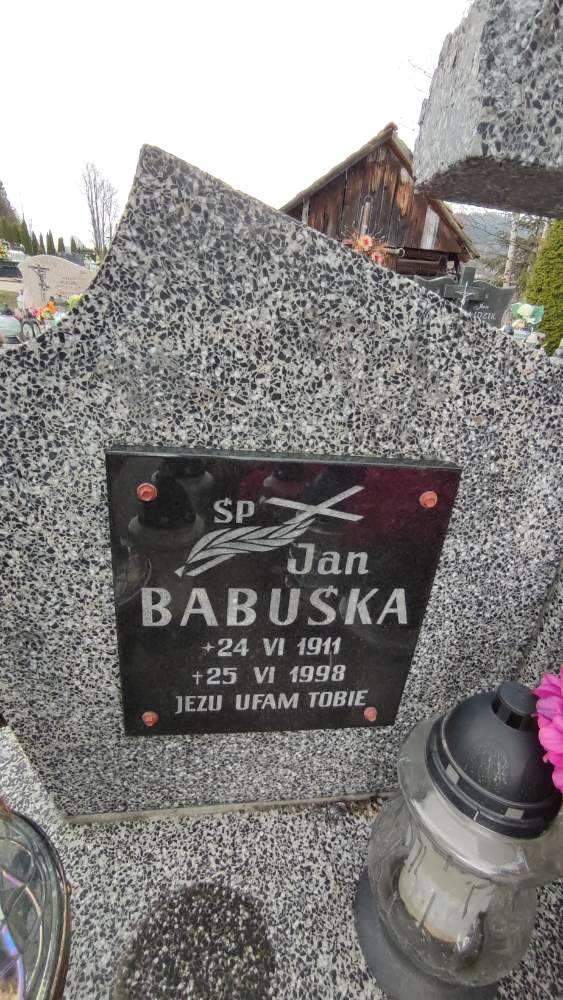 ŚP
Jan
BABUŚKA
*24 VI 1911
†25 VI 1998
JEZU UFAM TOBIE